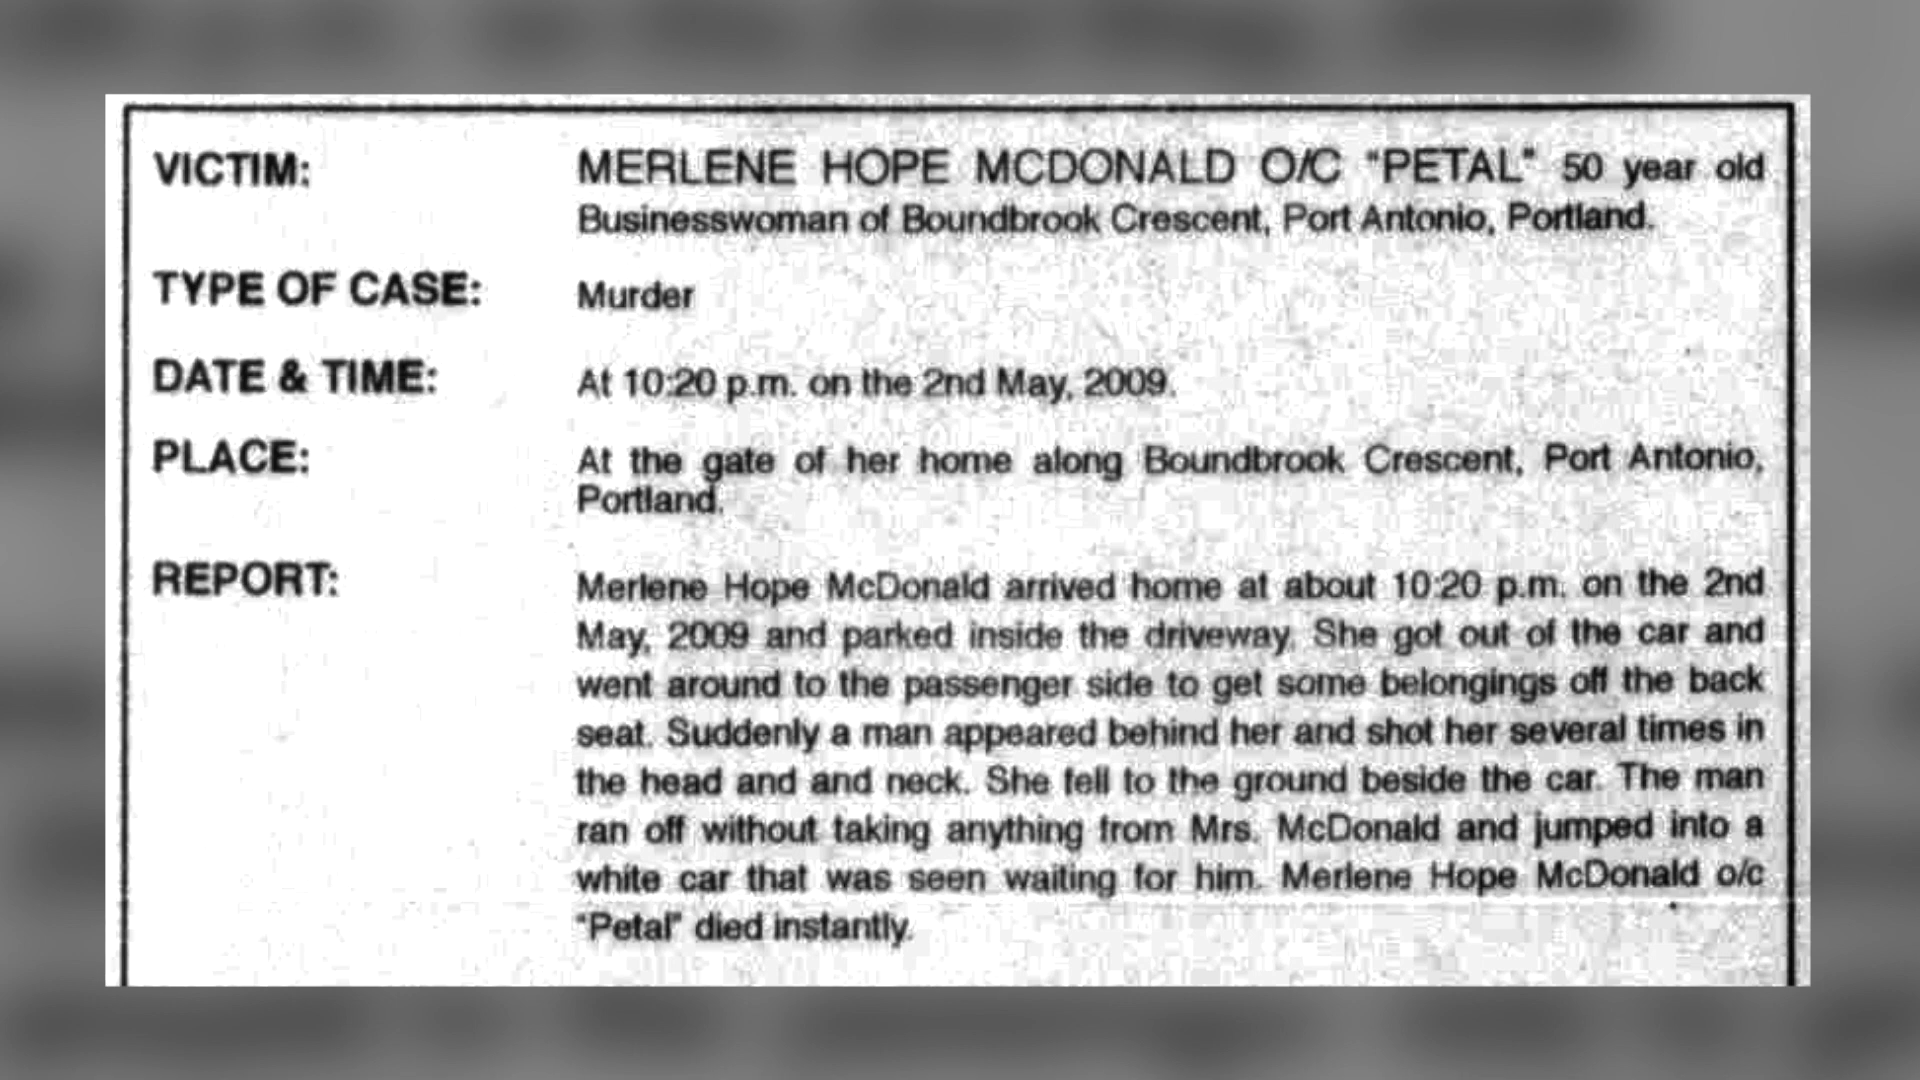 VICTIM: MERLENE HOPE MCDONALD O/C "PETAL" 50 year old
Businesswoman of Boundbrook Crescent, Port Antonio, Portland.
TYPE OF CASE: Murder
DATE & TIME: At 10:20 p.m. on the 2nd May, 2009.
PLACE: At the gate of her home along Boundbrook Crescent, Port Antonio,
Portland.
REPORT: Merlene Hope McDonald arrived home at about 10:20 p.m. on the 2nd
May, 2009 and parked inside the driveway. She got out of the car and
went around to the passenger side to get some belongings off the back
seat. Suddenly a man appeared behind her and shot her several times in
the head and and neck. She fell to the ground beside the car. The man
ran off without taking anything from Mrs. McDonald and jumped into a
white car that was seen waiting for him. Merlene Hope McDonald o/c
"Petal" died instantly.